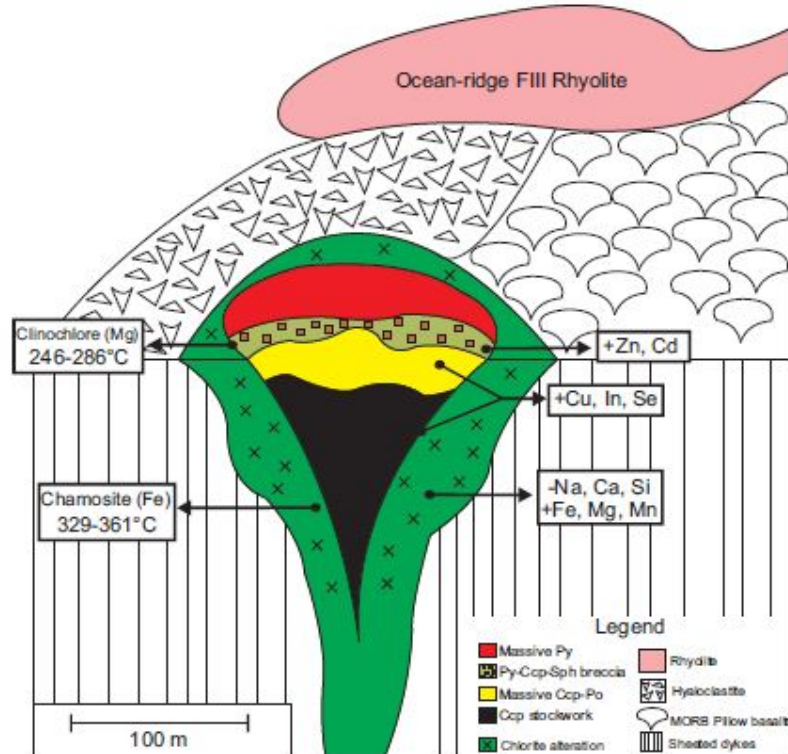 Ocean-ridge FIII Rhyolite
Clinochlore (Mg)
246-286°C
+Zn, Cd
+Cu, In, Se
Chamosite (Fe)
329-361°C
-Na, Ca, Si
+Fe, Mg, Mn
Legend
Massive Py
Rhyolite
Py-Ccp-Sph breccia
Hyaloclastite
Massive Ccp-Po
MORB Pillow basalt
Ccp stockwork
Sheeted dykes
Chlorite alteration
100 m